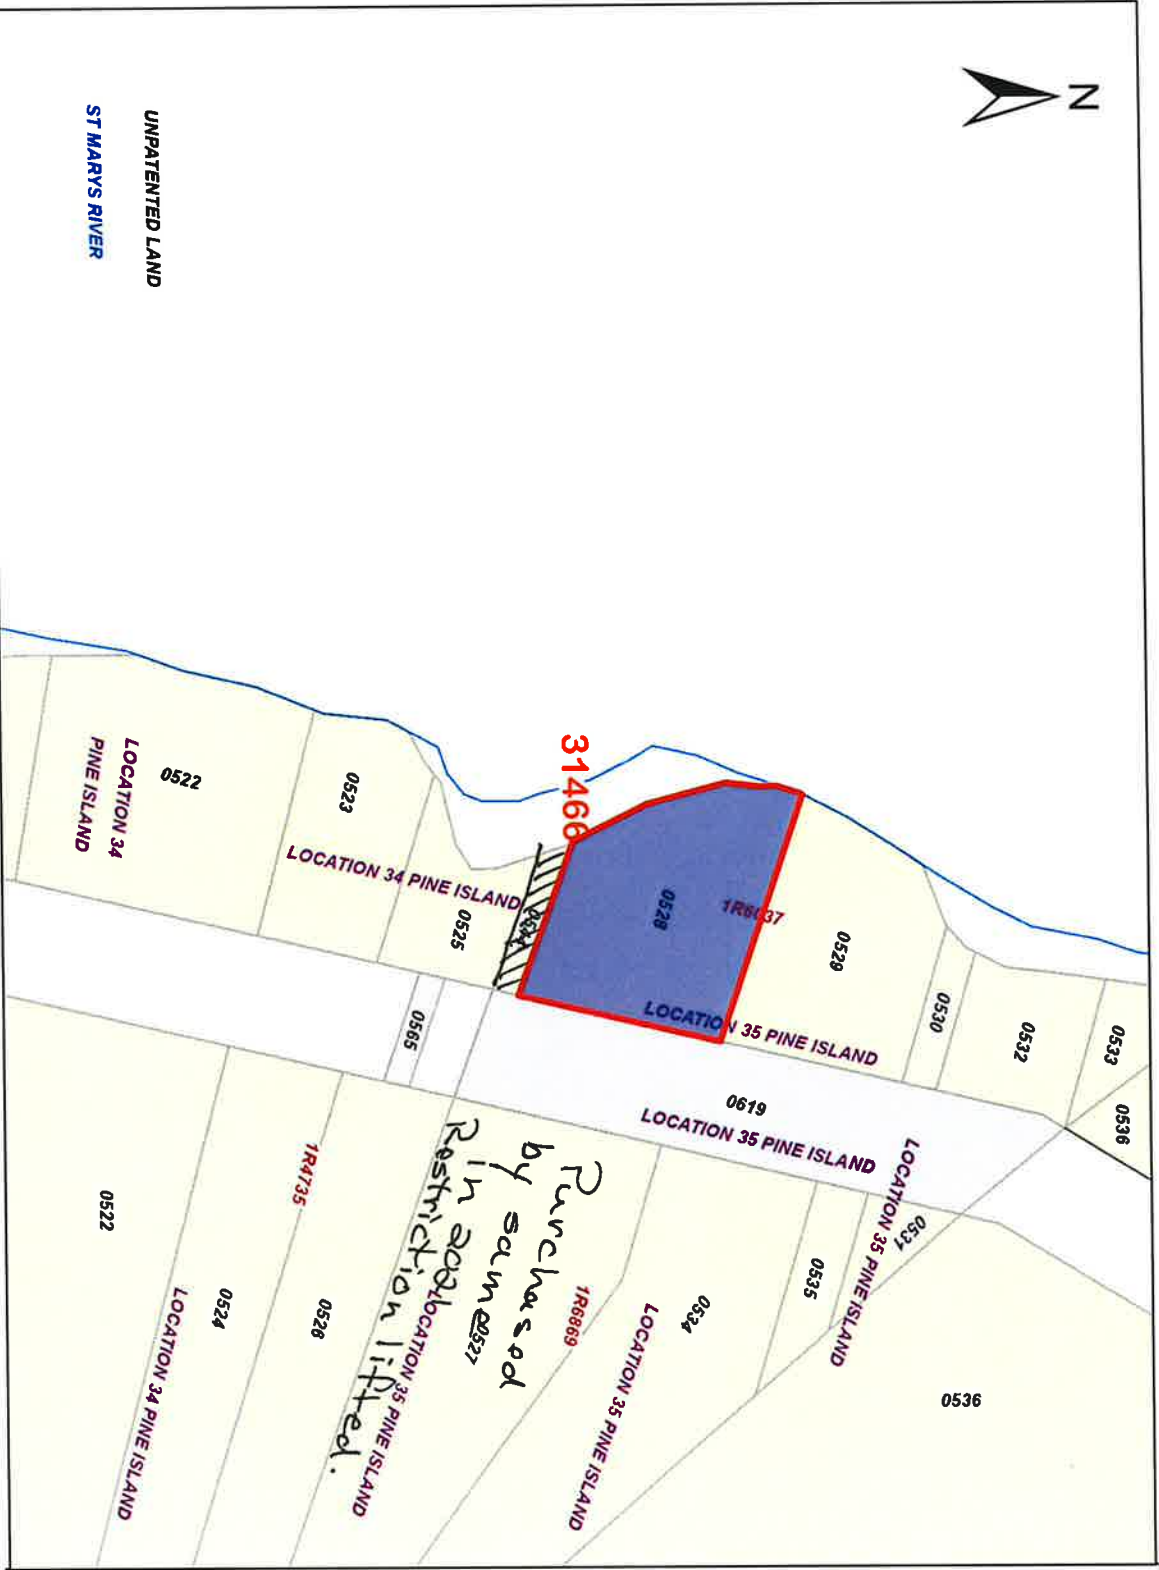 N
UNPATENTED LAND
ST MARYS RIVER
31466
0533
0536
0532
0530
0529
1R6037
0528
LOCATION 35 PINE ISLAND
0619
LOCATION 35 PINE ISLAND
LOCATION 35 PINE ISLAND
0531
0535
0536
0534
LOCATION 35 PINE ISLAND
1R6869
0527
LOCATION 35 PINE ISLAND
Purchased
by same
in 2021
Restriction lifted.
LOCATION 34 PINE ISLAND
0525
0565
0523
0522
LOCATION 34
PINE ISLAND
1R4735
0526
0524
LOCATION 34 PINE ISLAND
0522